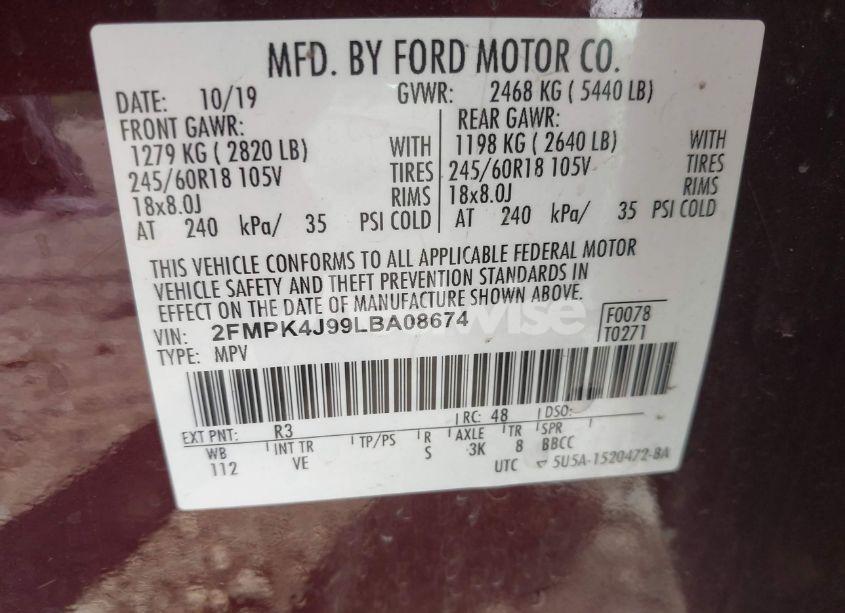 MFD. BY FORD MOTOR CO.
DATE: 10/19 GVWR: 2468 KG ( 5440 LB)
FRONT GAWR: REAR GAWR:
1279 KG ( 2820 LB) WITH 1198 KG ( 2640 LB) WITH
245/60R18 105V TIRES 245/60R18 105V TIRES
18x8.0J RIMS 18x8.0J RIMS
AT 240 kPa/ 35 PSI COLD AT 240 kPa/ 35 PSI COLD
THIS VEHICLE CONFORMS TO ALL APPLICABLE FEDERAL MOTOR
VEHICLE SAFETY AND THEFT PREVENTION STANDARDS IN
EFFECT ON THE DATE OF MANUFACTURE SHOWN ABOVE.
VIN: 2FMPK4J99LBA08674 F0078
TYPE: MPV T0271
EXT PNT: R3 RC: 48 DSO:
WB INT TR TP/PS R AXLE TR SPR
112 VE S 3K 8 BBCC
UTC 5U5A-1520472-BA